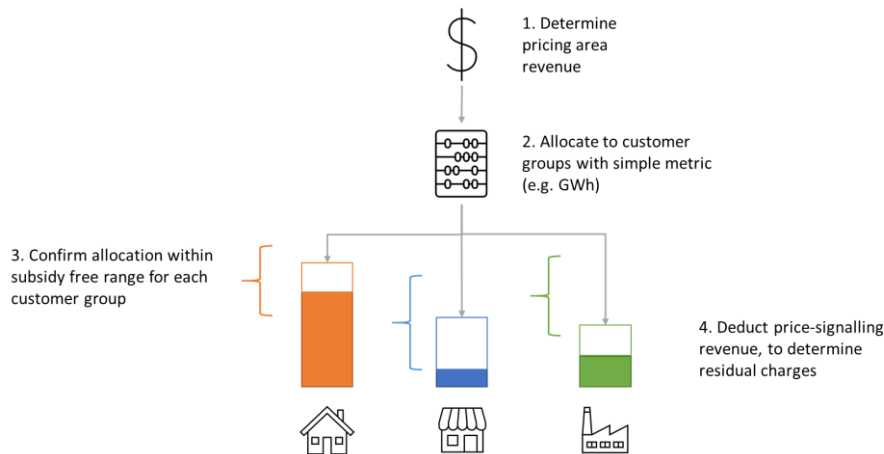 1. Determine
pricing area
revenue
2. Allocate to customer
groups with simple metric
(e.g. GWh)
3. Confirm allocation within
subsidy free range for each
customer group
4. Deduct price-signalling
revenue, to determine
residual charges